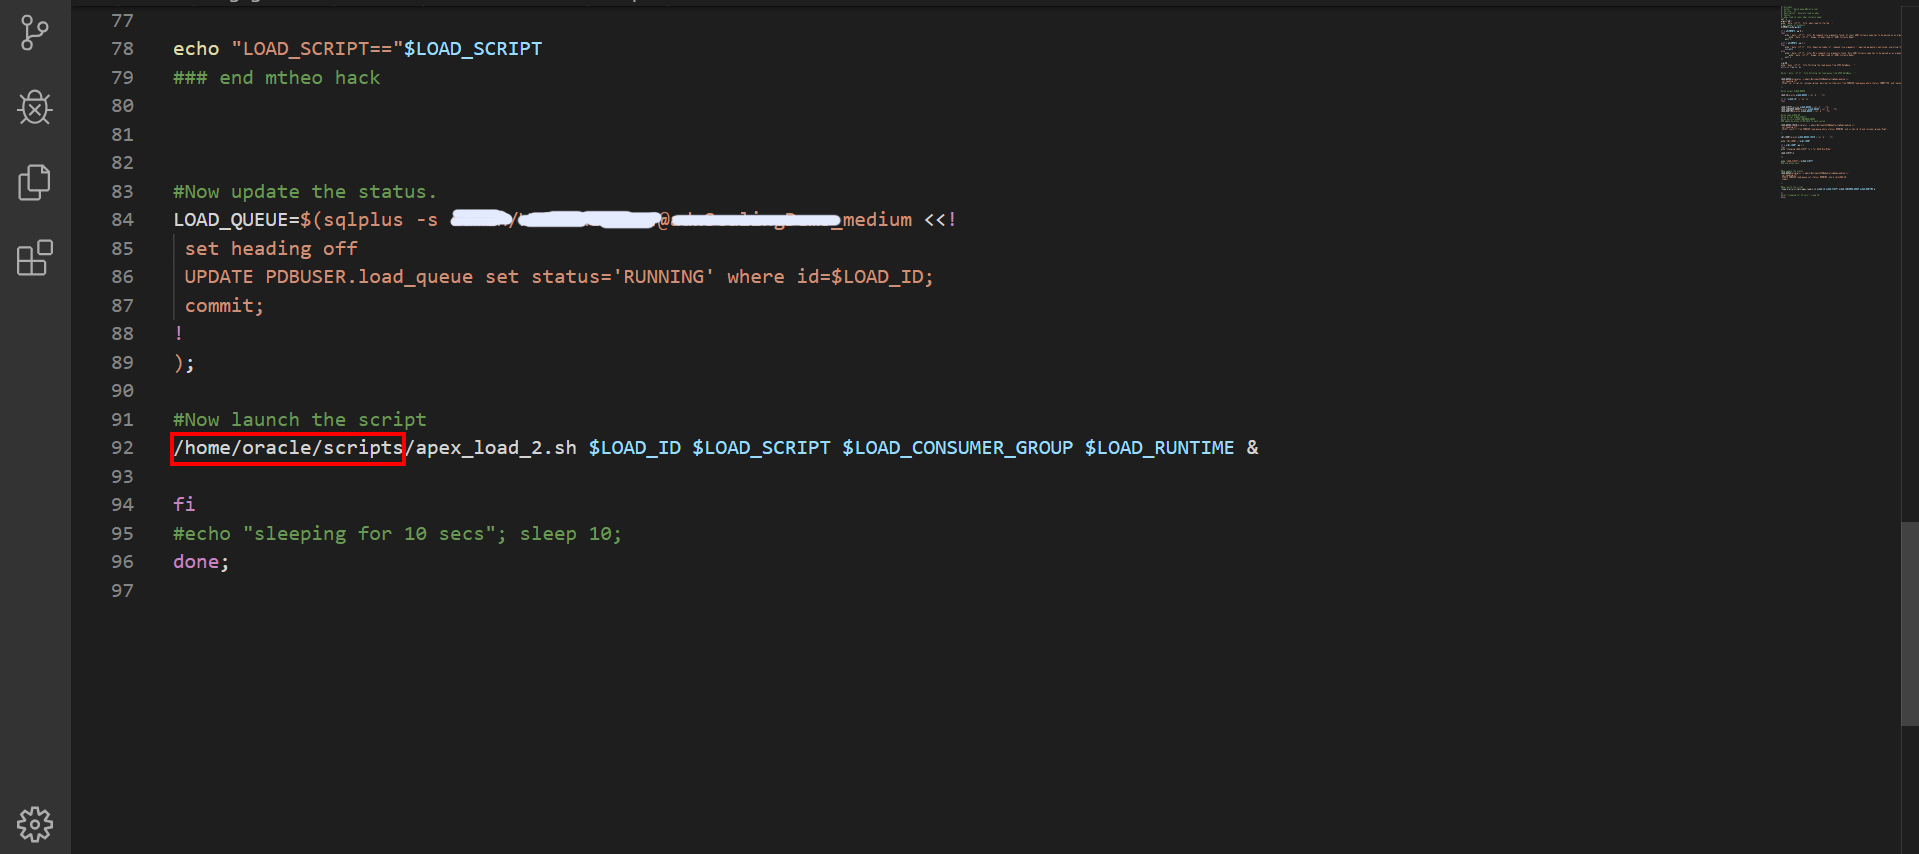 77
78 echo "LOAD_SCRIPT=="$LOAD_SCRIPT
79 ### end mtheo hack
80
81
82
83 #Now update the status.
84 LOAD_QUEUE=$(sqlplus -s / @ _medium <<!
85 set heading off
86 UPDATE PDBUSER.load_queue set status='RUNNING' where id=$LOAD_ID;
87 commit;
88 !
89 );
90
91 #Now launch the script
92 /home/oracle/scripts/apex_load_2.sh $LOAD_ID $LOAD_SCRIPT $LOAD_CONSUMER_GROUP $LOAD_RUNTIME &
93
94 fi
95 #echo "sleeping for 10 secs"; sleep 10;
96 done;
97